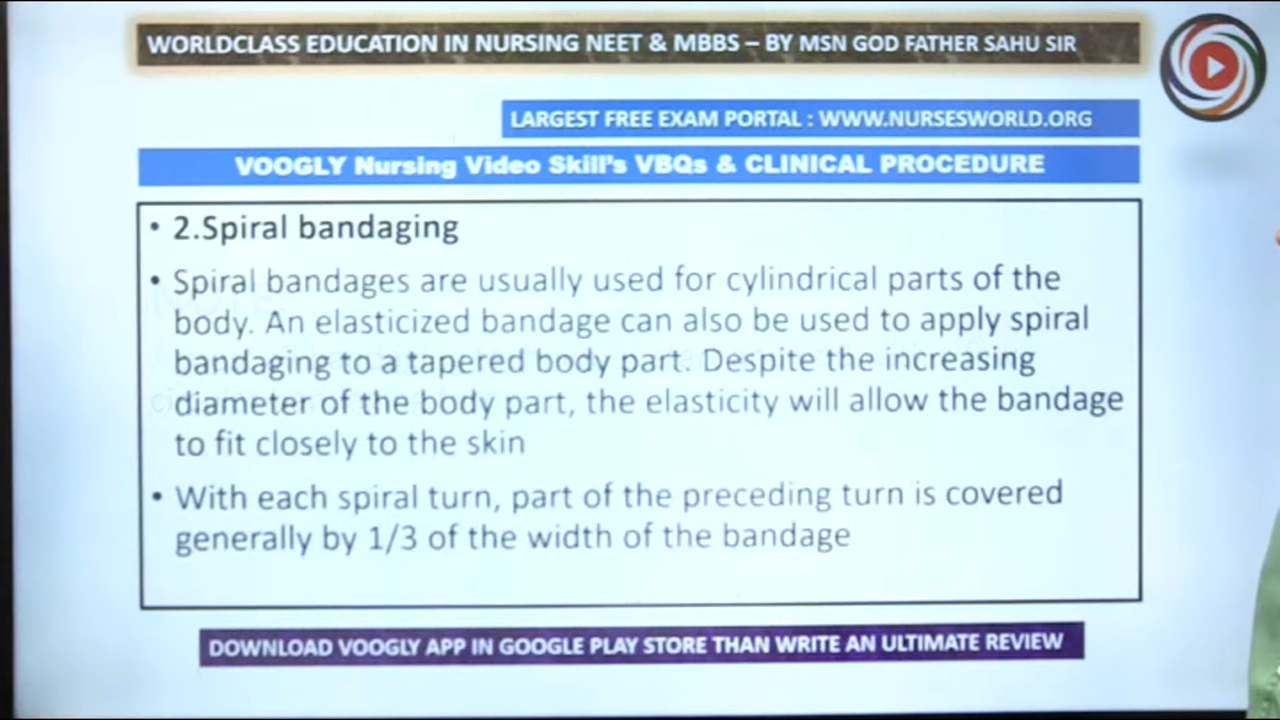 WORLDCLASS EDUCATION IN NURSING NEET & MBBS – BY MSN GOD FATHER SAHU SIR
LARGEST FREE EXAM PORTAL : WWW.NURSESWORLD.ORG
VOOGLY Nursing Video Skill's VBQs & CLINICAL PROCEDURE
• 2.Spiral bandaging
• Spiral bandages are usually used for cylindrical parts of the
body. An elasticized bandage can also be used to apply spiral
bandaging to a tapered body part. Despite the increasing
diameter of the body part, the elasticity will allow the bandage
to fit closely to the skin
• With each spiral turn, part of the preceding turn is covered
generally by 1/3 of the width of the bandage
DOWNLOAD VOOGLY APP IN GOOGLE PLAY STORE THAN WRITE AN ULTIMATE REVIEW